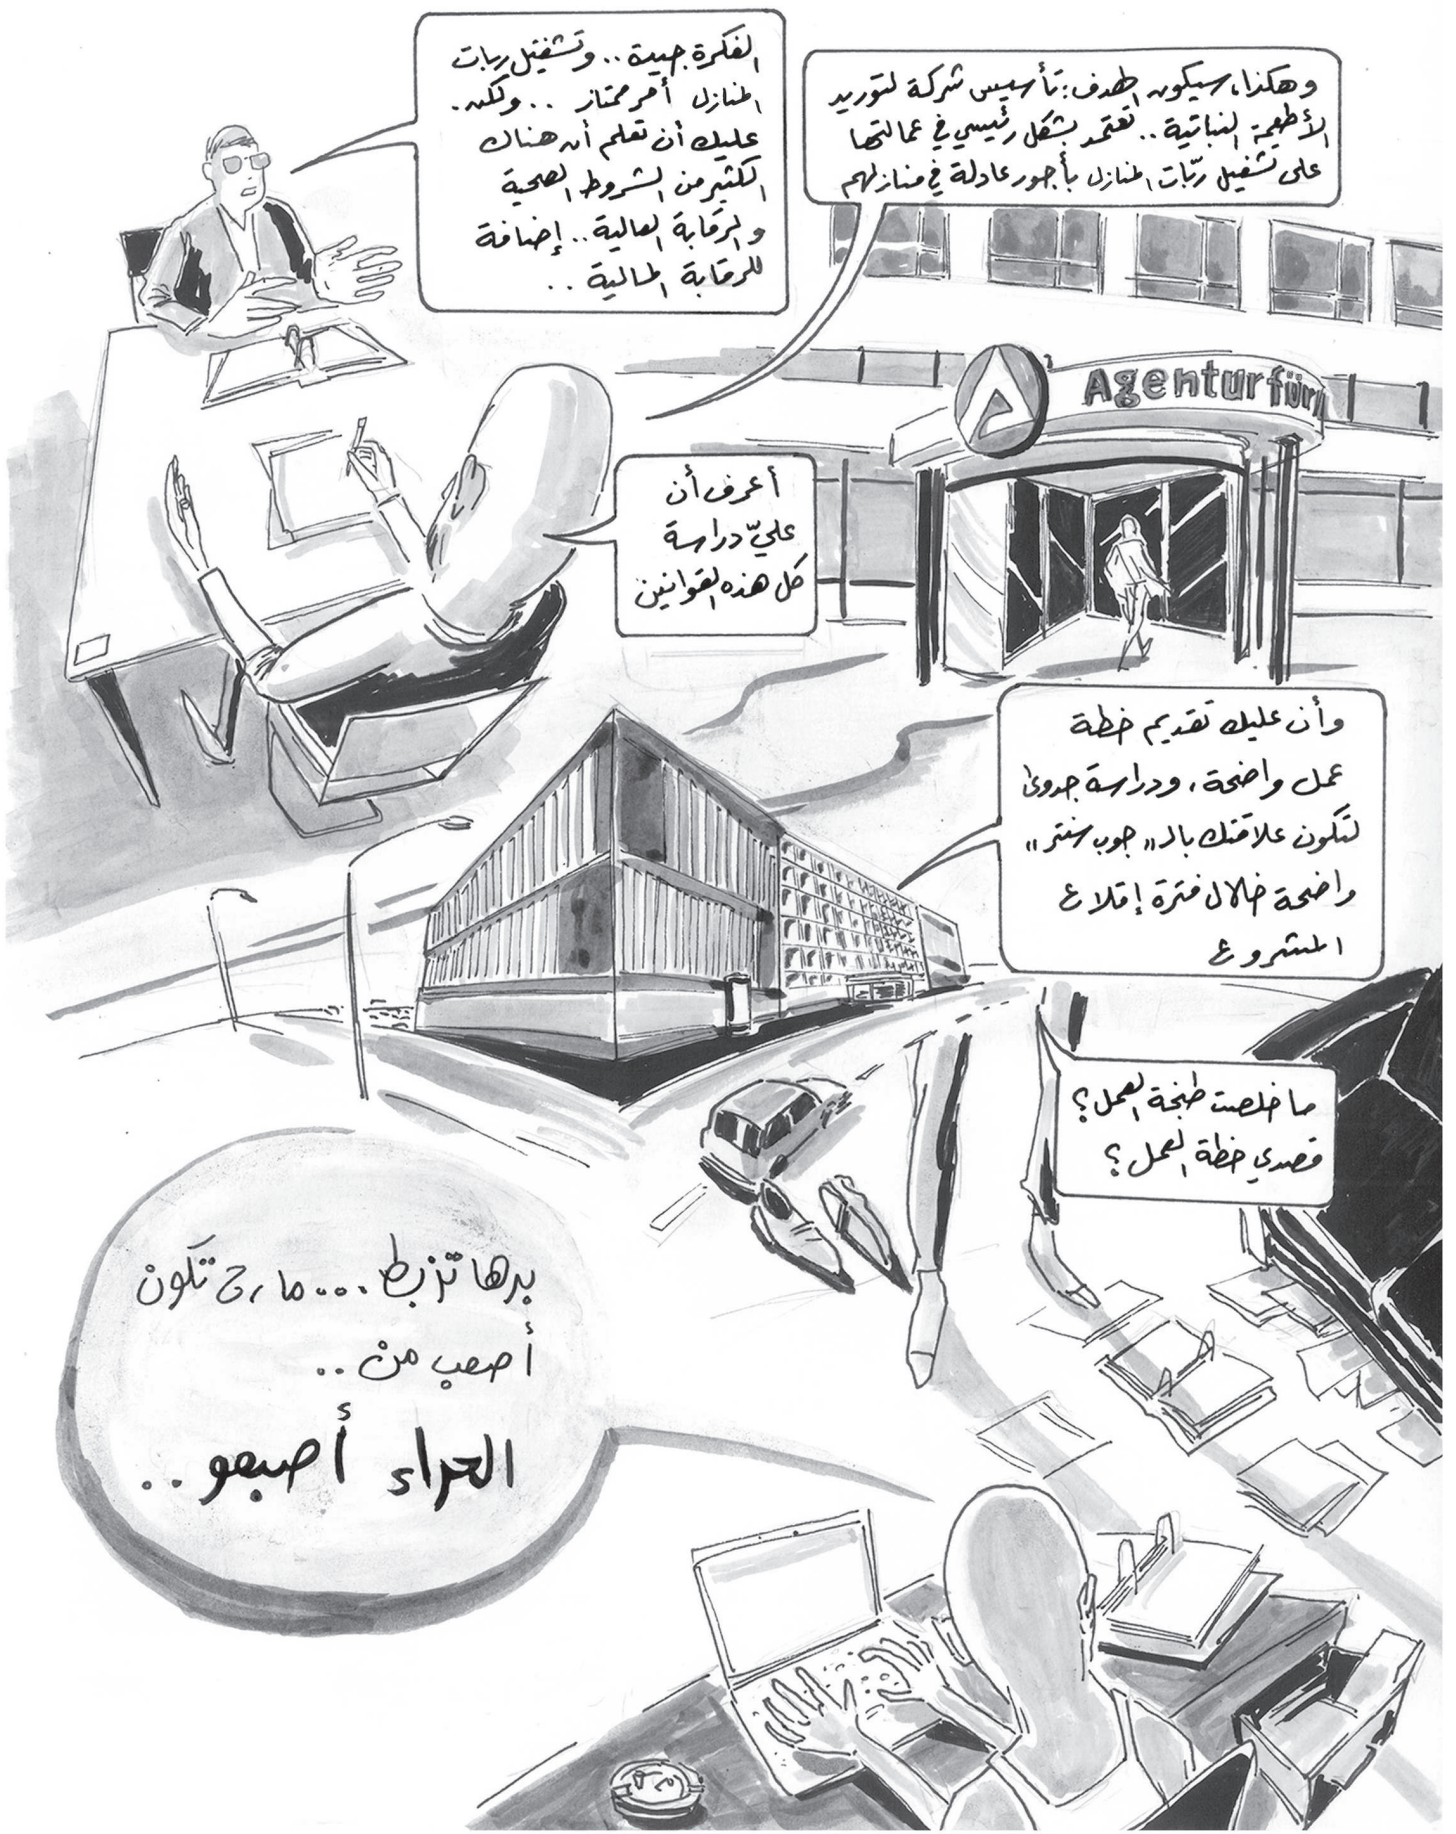 وهكذا، سيكون الهدف: تأسيس شركة لتوريد
الأطعمة النباتية.. تعتمد بشكل رئيسي في عمالتها
على تشغيل ربّات المنازل بأجور عادلة في منازلهم
الفكرة جيدة.. وتشغيل ربات
المنازل أمر ممتاز .. ولكن.
عليك أن تعلم أن هناك
الكثير من الشروط الصحية
والرقابة العالية.. إضافة
للرقابة المالية ..
Agentur für
أعرف أن
عليّ دراسة
كل هذه القوانين
وأن عليك تقديم خطة
عمل واضحة، ودراسة جدوى
لتكون علاقتك بالـ "جوب سنتر"
واضحة خلال فترة إقلاع
المشروع
ما خلصت طبخة العمل؟
قصدي خطة العمل؟
بدها تزبط ... ما رح تكون
أصعب من ..
الحراء أصبعو ..